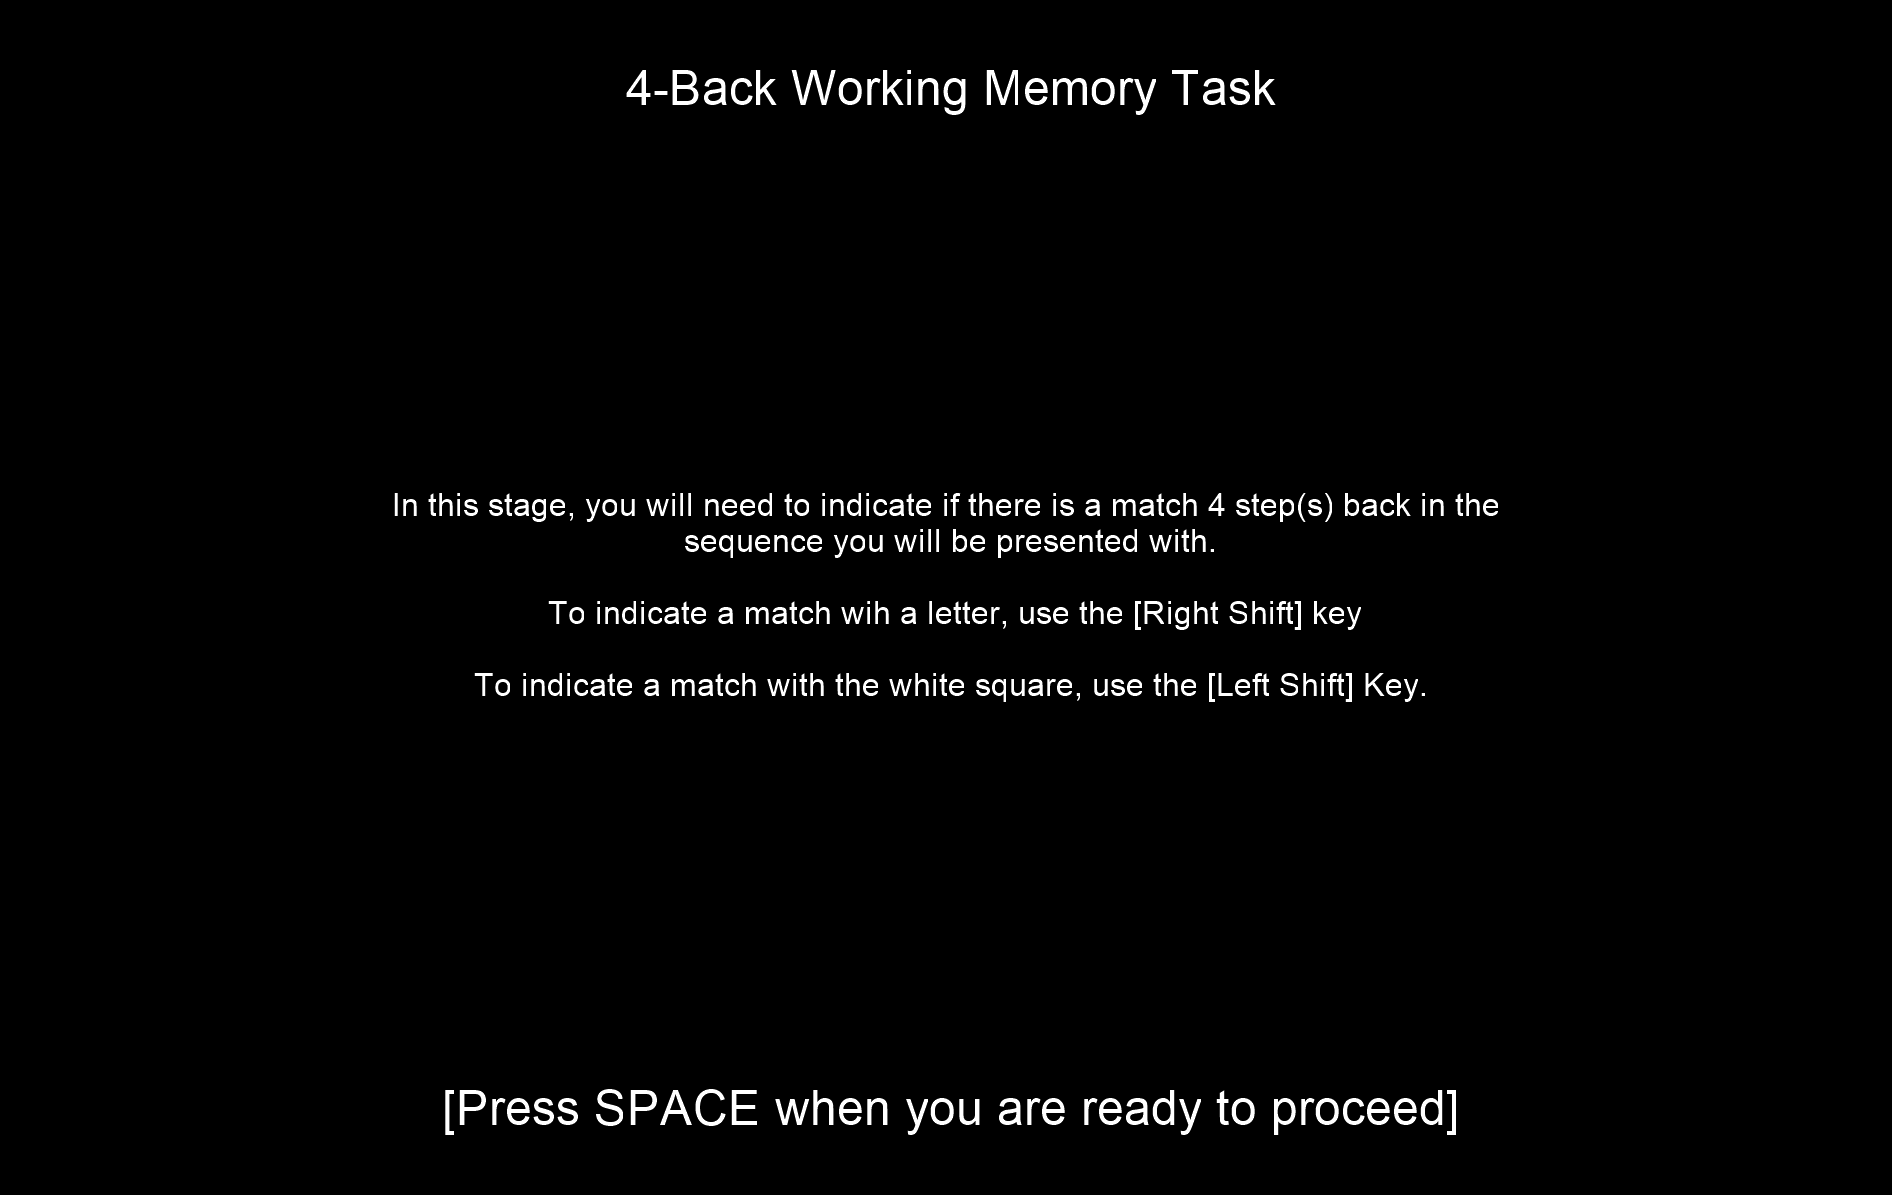 4-Back Working Memory Task
In this stage, you will need to indicate if there is a match 4 step(s) back in the
sequence you will be presented with.
To indicate a match wih a letter, use the [Right Shift] key
To indicate a match with the white square, use the [Left Shift] Key.
[Press SPACE when you are ready to proceed]